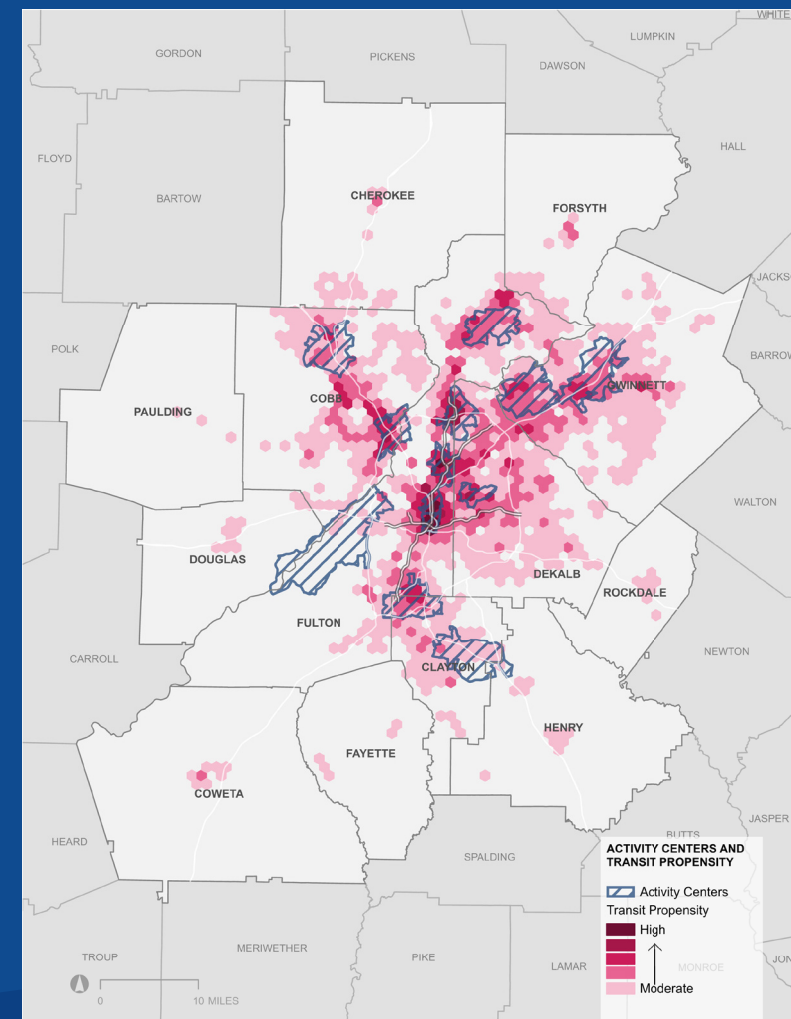 WHITE
LUMPKIN
GORDON
PICKENS
DAWSON
HALL
FLOYD
BARTOW
CHEROKEE
FORSYTH
JACKS
POLK
BARROW
GWINNETT
COBB
PAULDING
WALTON
DOUGLAS
DEKALB
ROCKDALE
FULTON
NEWTON
CARROLL
CLAYTON
HENRY
FAYETTE
COWETA
JASPER
BUTTS
HEARD
SPALDING
ACTIVITY CENTERS AND
TRANSIT PROPENSITY
Activity Centers
Transit Propensity
High
Moderate
MERIWETHER
TROUP
PIKE
LAMAR
MONROE
JON
0
10 MILES